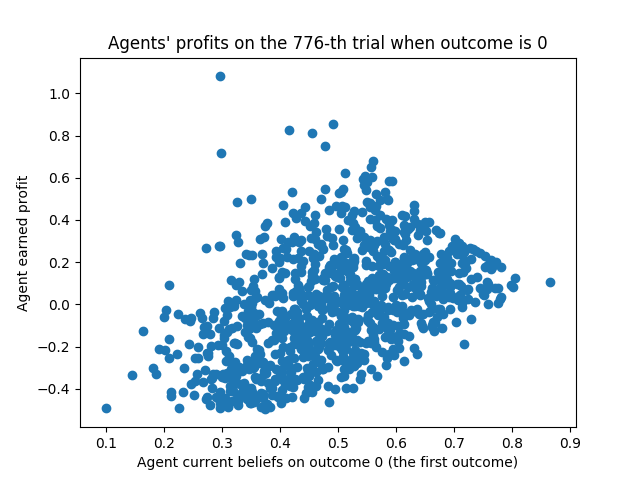 Agents' profits on the 776-th trial when outcome is 0
1.0
0.8
0.6
0.4
0.2
0.0
−0.2
−0.4
Agent earned profit
0.1 0.2 0.3 0.4 0.5 0.6 0.7 0.8 0.9
Agent current beliefs on outcome 0 (the first outcome)